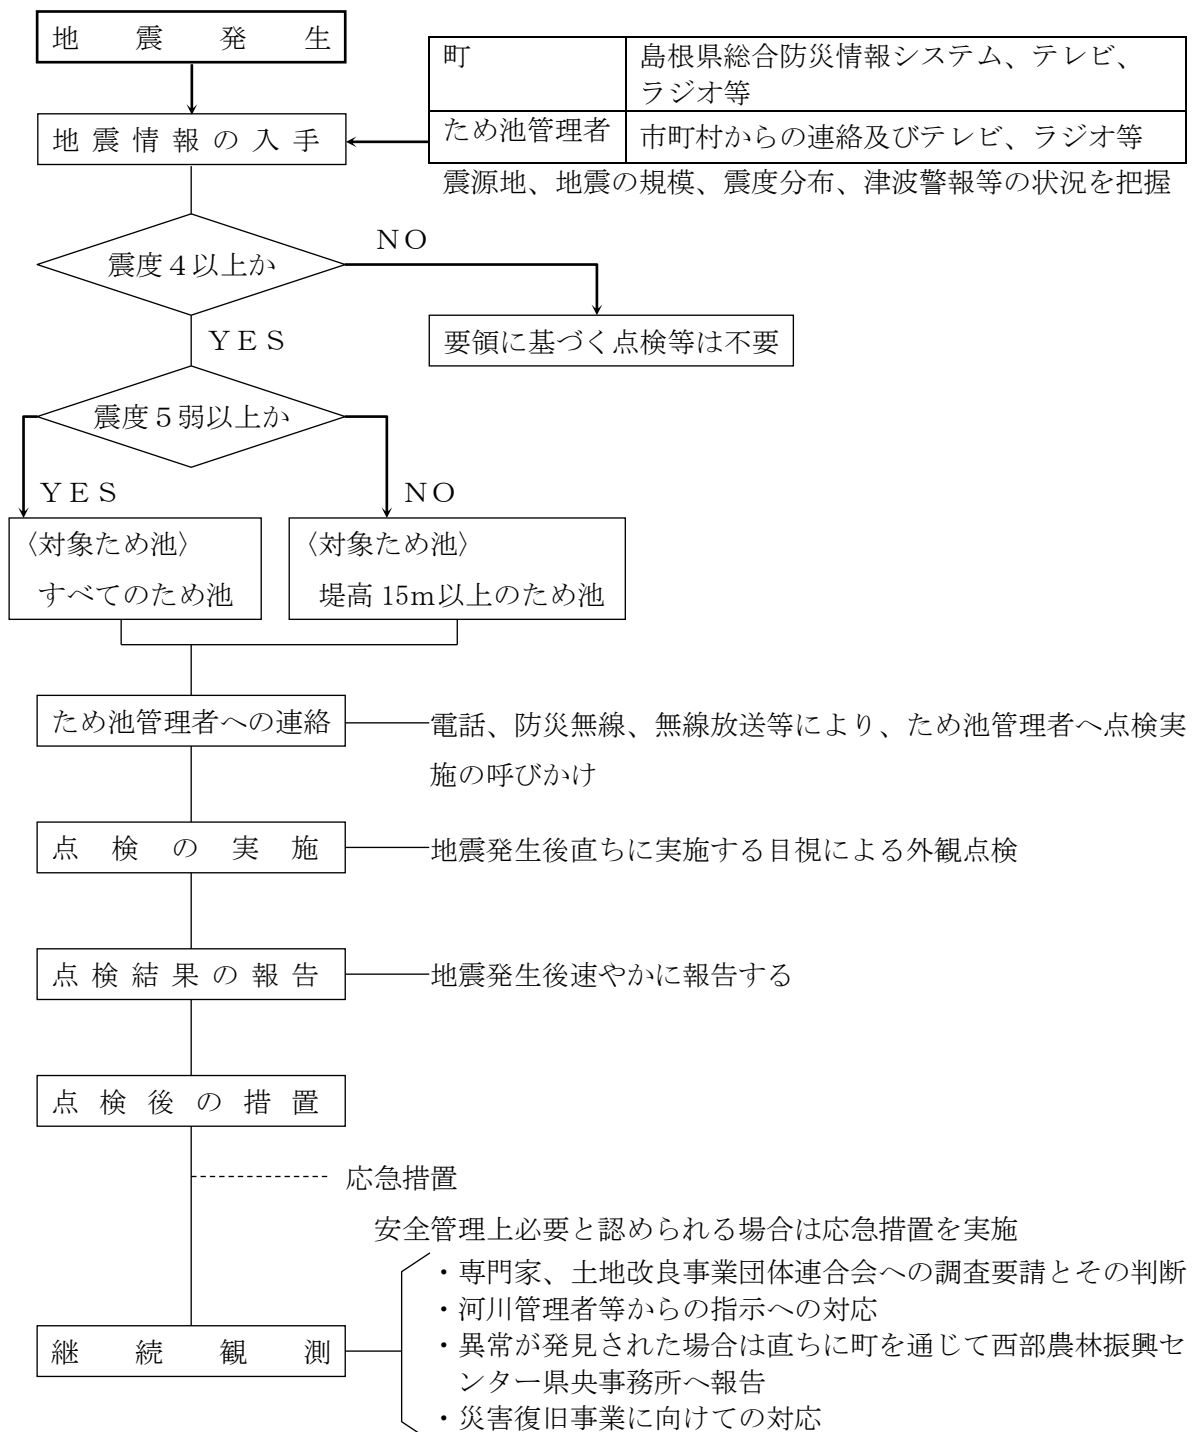 地震発生
町 島根県総合防災情報システム、テレビ、
ラジオ等
地震情報の入手
ため池管理者 市町村からの連絡及びテレビ、ラジオ等
震源地、地震の規模、震度分布、津波警報等の状況を把握
NO
震度４以上か
YES
要領に基づく点検等は不要
震度５弱以上か
YES
NO
〈対象ため池〉
すべてのため池
〈対象ため池〉
堤高 15m以上のため池
ため池管理者への連絡
電話、防災無線、無線放送等により、ため池管理者へ点検実
施の呼びかけ
点検の実施
地震発生後直ちに実施する目視による外観点検
点検結果の報告
地震発生後速やかに報告する
点検後の措置
応急措置
安全管理上必要と認められる場合は応急措置を実施
・専門家、土地改良事業団体連合会への調査要請とその判断
・河川管理者等からの指示への対応
継続観測
・異常が発見された場合は直ちに町を通じて西部農林振興セ
ンター県央事務所へ報告
・災害復旧事業に向けての対応